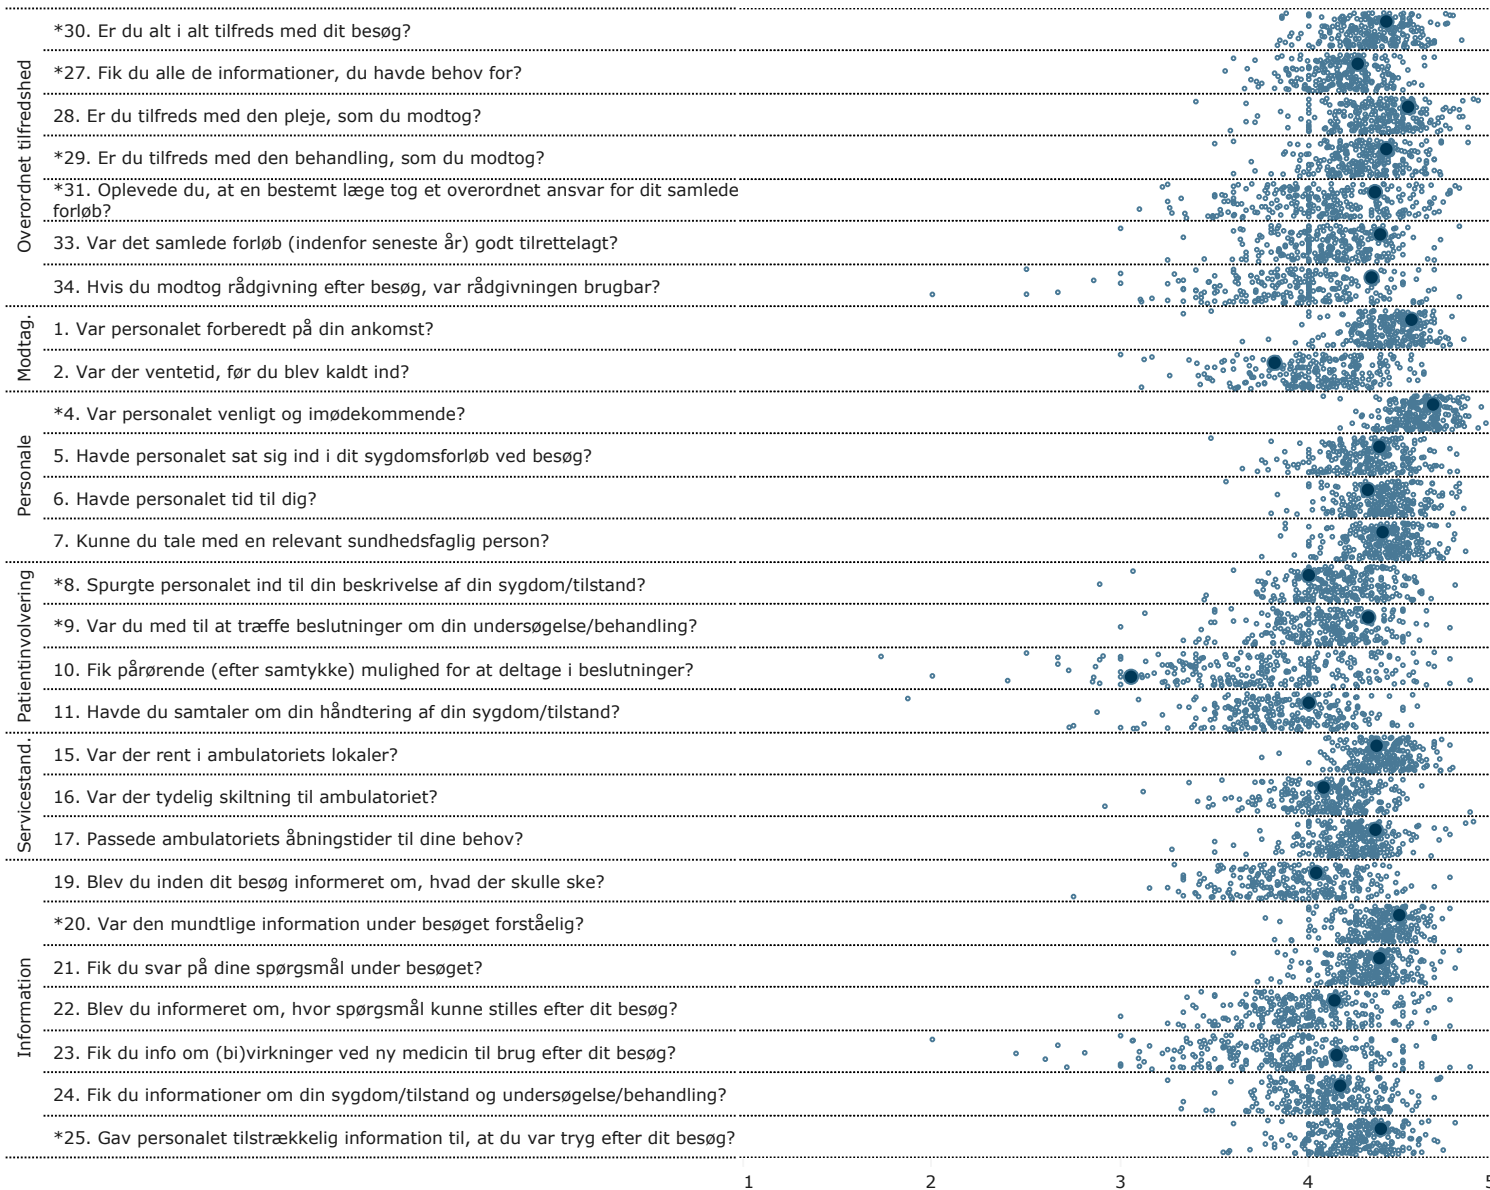 Overordnet tilfredshed
*30. Er du alt i alt tilfreds med dit besøg?
*27. Fik du alle de informationer, du havde behov for?
28. Er du tilfreds med den pleje, som du modtog?
*29. Er du tilfreds med den behandling, som du modtog?
*31. Oplevede du, at en bestemt læge tog et overordnet ansvar for dit samlede
forløb?
33. Var det samlede forløb (indenfor seneste år) godt tilrettelagt?
34. Hvis du modtog rådgivning efter besøg, var rådgivningen brugbar?
Modtag.
1. Var personalet forberedt på din ankomst?
2. Var der ventetid, før du blev kaldt ind?
Personale
*4. Var personalet venligt og imødekommende?
5. Havde personalet sat sig ind i dit sygdomsforløb ved besøg?
6. Havde personalet tid til dig?
7. Kunne du tale med en relevant sundhedsfaglig person?
Patientinvolvering
*8. Spurgte personalet ind til din beskrivelse af din sygdom/tilstand?
*9. Var du med til at træffe beslutninger om din undersøgelse/behandling?
10. Fik pårørende (efter samtykke) mulighed for at deltage i beslutninger?
11. Havde du samtaler om din håndtering af din sygdom/tilstand?
Servicestand.
15. Var der rent i ambulatoriets lokaler?
16. Var der tydelig skiltning til ambulatoriet?
17. Passede ambulatoriets åbningstider til dine behov?
Information
19. Blev du inden dit besøg informeret om, hvad der skulle ske?
*20. Var den mundtlige information under besøget forståelig?
21. Fik du svar på dine spørgsmål under besøget?
22. Blev du informeret om, hvor spørgsmål kunne stilles efter dit besøg?
23. Fik du info om (bi)virkninger ved ny medicin til brug efter dit besøg?
24. Fik du informationer om din sygdom/tilstand og undersøgelse/behandling?
*25. Gav personalet tilstrækkelig information til, at du var tryg efter dit besøg?
1 2 3 4 5